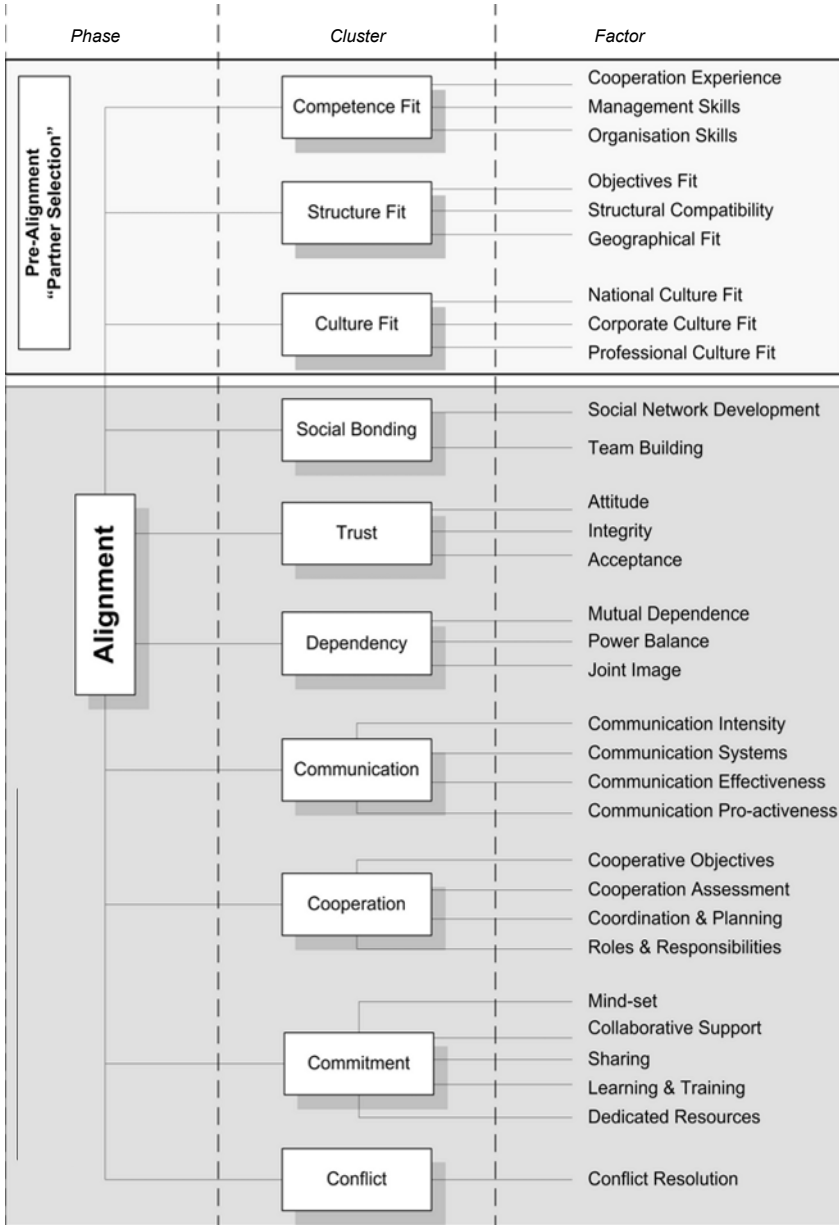 Phase
Cluster
Factor
Pre-Alignment
“Partner Selection”
Competence Fit
Cooperation Experience
Management Skills
Organisation Skills
Structure Fit
Objectives Fit
Structural Compatibility
Geographical Fit
Culture Fit
National Culture Fit
Corporate Culture Fit
Professional Culture Fit
Alignment
Social Bonding
Social Network Development
Team Building
Trust
Attitude
Integrity
Acceptance
Dependency
Mutual Dependence
Power Balance
Joint Image
Communication
Communication Intensity
Communication Systems
Communication Effectiveness
Communication Pro-activeness
Cooperation
Cooperative Objectives
Cooperation Assessment
Coordination & Planning
Roles & Responsibilities
Commitment
Mind-set
Collaborative Support
Sharing
Learning & Training
Dedicated Resources
Conflict
Conflict Resolution